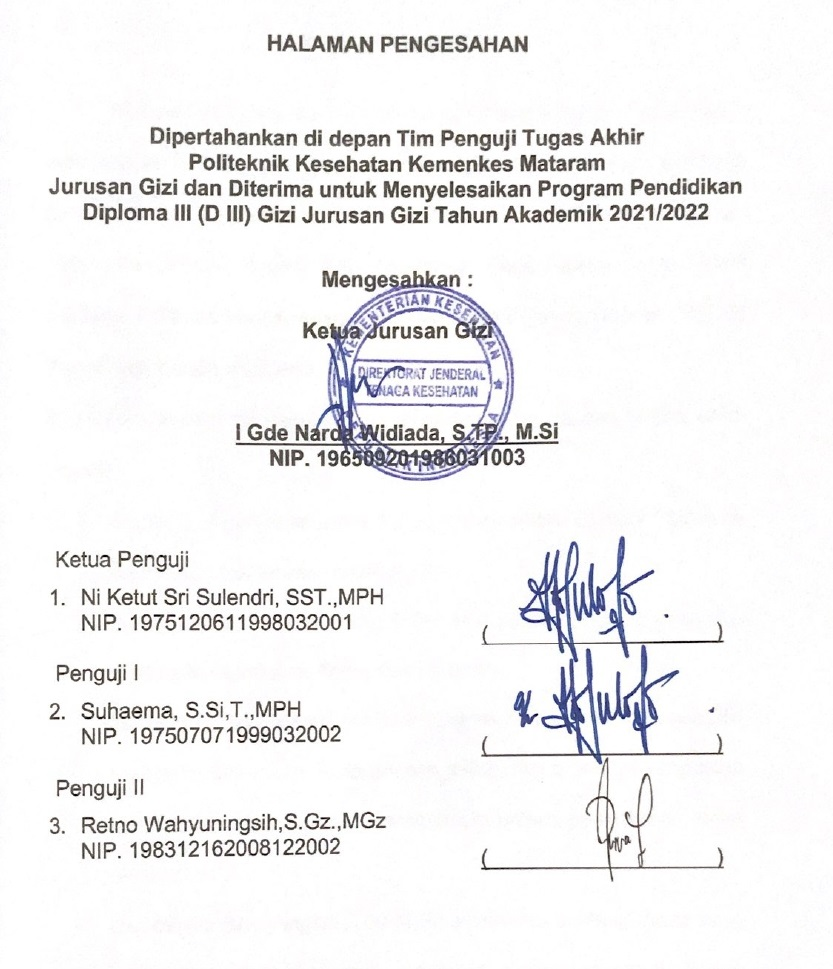 HALAMAN PENGESAHAN
Dipertahankan di depan Tim Penguji Tugas Akhir
Politeknik Kesehatan Kemenkes Mataram
Jurusan Gizi dan Diterima untuk Menyelesaikan Program Pendidikan
Diploma III (D III) Gizi Jurusan Gizi Tahun Akademik 2021/2022
Mengesahkan :
KEMENTERIAN KESEHATAN
Ketua Jurusan Gizi
DIREKTORAT JENDERAL
TENAGA KESEHATAN
I Gde Narda Widiada, S.TP., M.Si
NIP. 196509201986031003
Ketua Penguji
1. Ni Ketut Sri Sulendri, SST.,MPH
NIP. 1975120611998032001
(                    )
Penguji I
2. Suhaema, S.Si,T.,MPH
NIP. 197507071999032002
(                    )
Penguji II
3. Retno Wahyuningsih,S.Gz.,MGz
NIP. 198312162008122002
(                    )